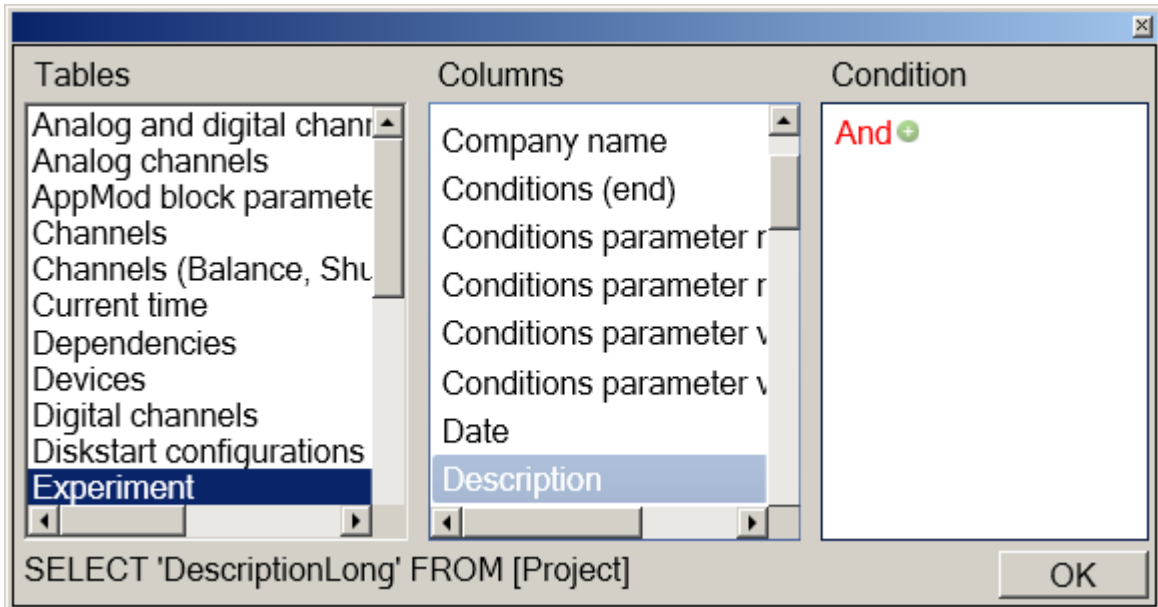 Tables
Analog and digital chann
Analog channels
AppMod block paramete
Channels
Channels (Balance, Shu
Current time
Dependencies
Devices
Digital channels
Diskstart configurations
Experiment
Columns
Company name
Conditions (end)
Conditions parameter r
Conditions parameter r
Conditions parameter v
Conditions parameter v
Date
Description
Condition
And
SELECT 'DescriptionLong' FROM [Project]
OK